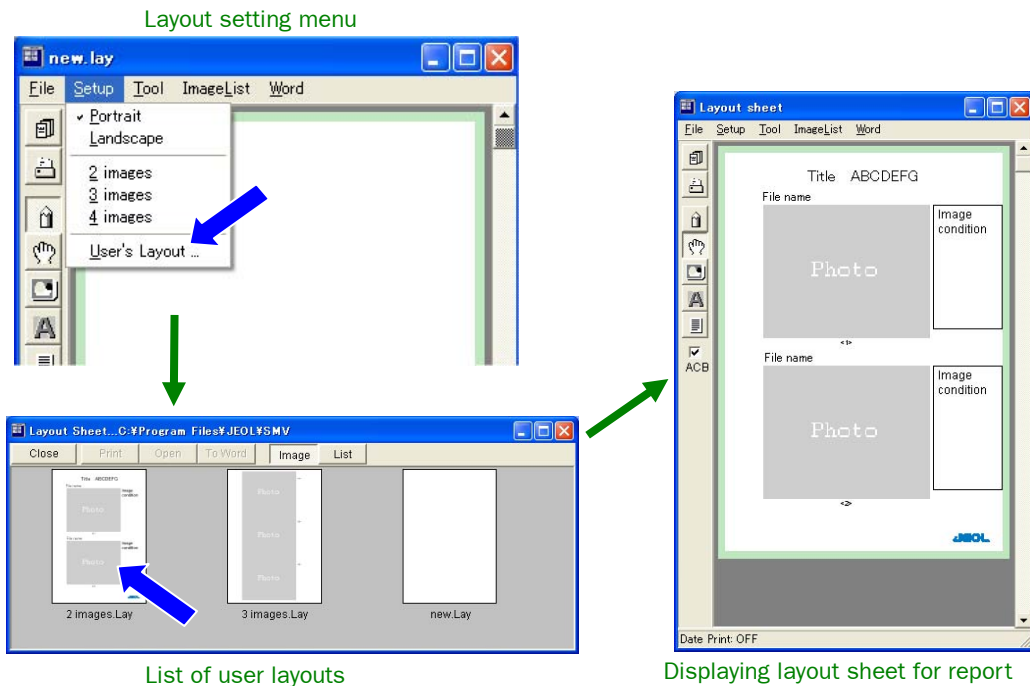 Layout setting menu
new.lay
File Setup Tool ImageList Word
Portrait
Landscape
2 images
3 images
4 images
User's Layout ...
Layout Sheet...C:¥Program Files¥JEOL¥SMV
Close Print Open To Word Image List
Title ABCDEFG
File name
Image
condition
Photo
File name
Image
condition
Photo
2 images.Lay
Photo
Photo
Photo
3 images.Lay
new.Lay
List of user layouts
Layout sheet
File Setup Tool ImageList Word
Title ABCDEFG
File name
Photo
Image
condition
<1>
File name
Photo
Image
condition
<2>
JEOL
ACB
Date Print: OFF
Displaying layout sheet for report